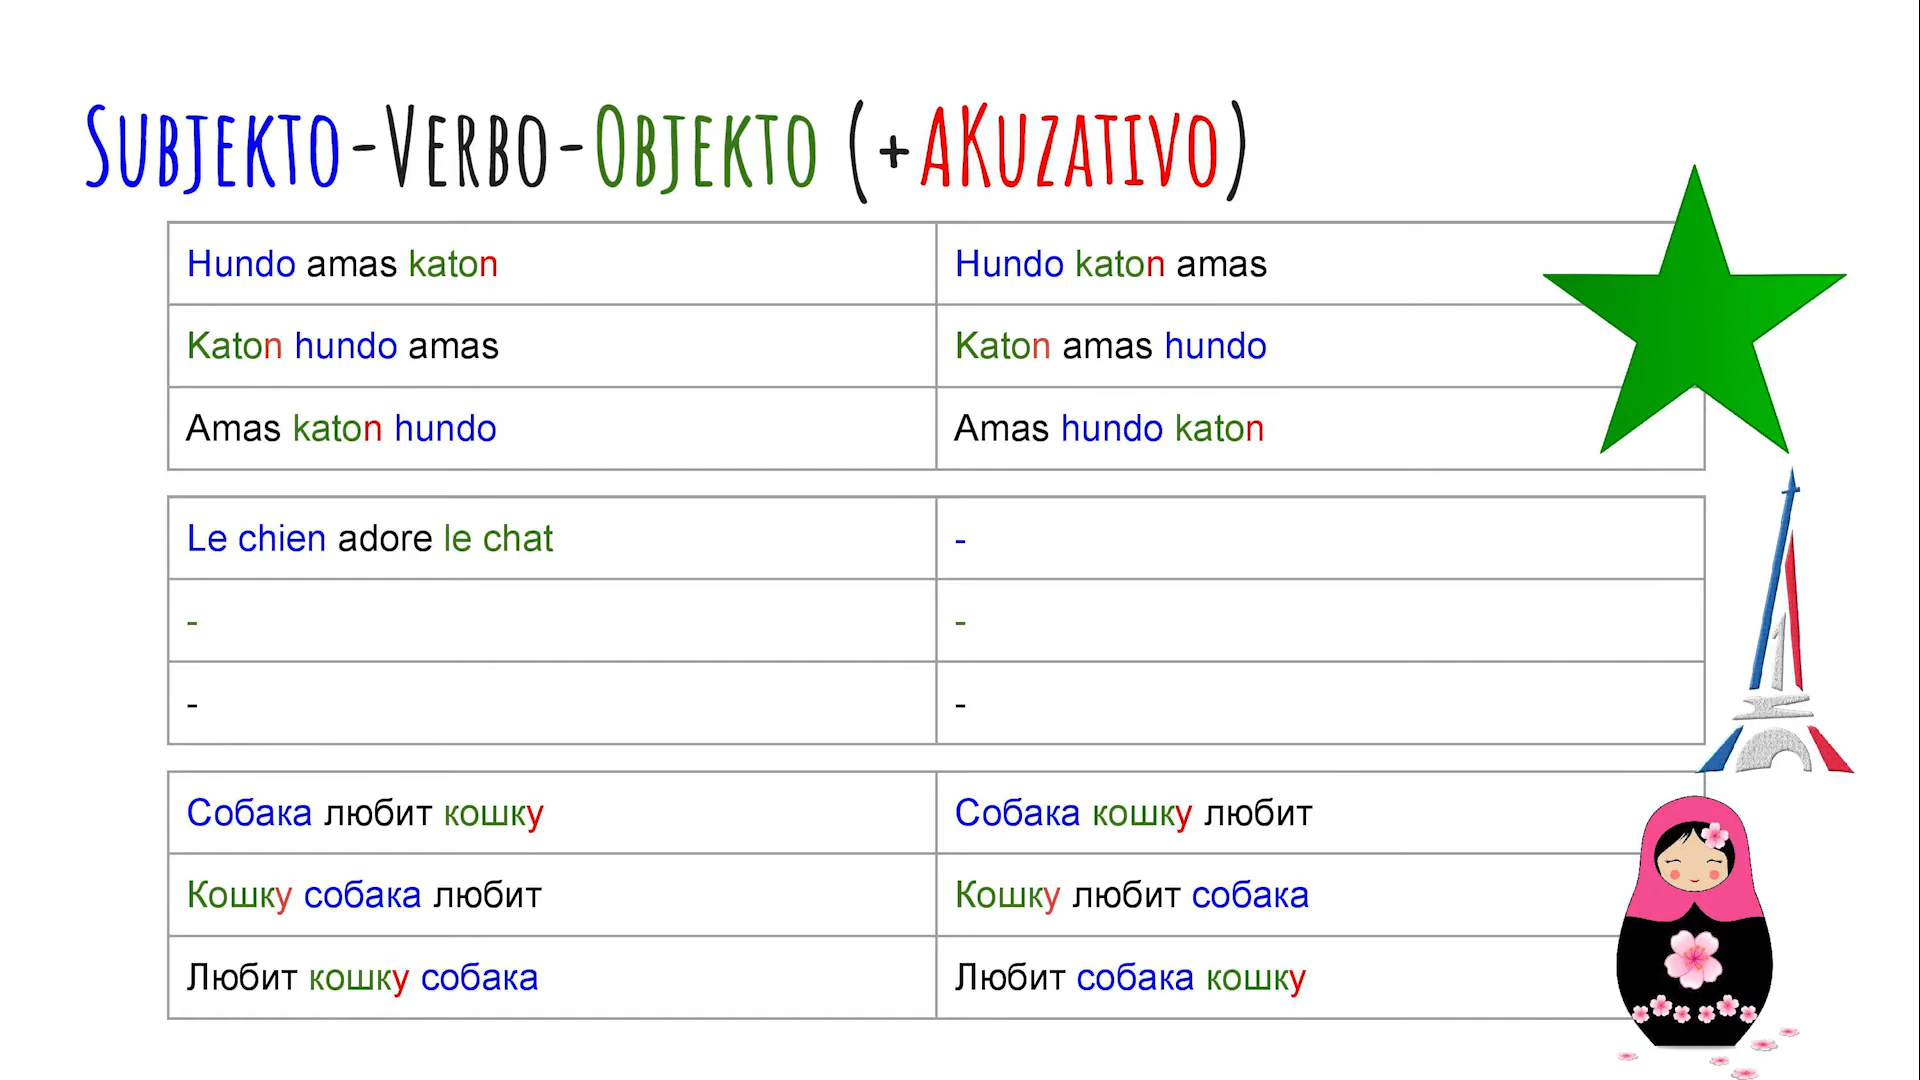 Subjekto-Verbo-Objekto (+AKuzativo)
Hundo amas katon
Hundo katon amas
Katon hundo amas
Katon amas hundo
Amas katon hundo
Amas hundo katon
Le chien adore le chat
-
-
-
-
-
Собака любит кошку
Собака кошку любит
Кошку собака любит
Кошку любит собака
Любит кошку собака
Любит собака кошку